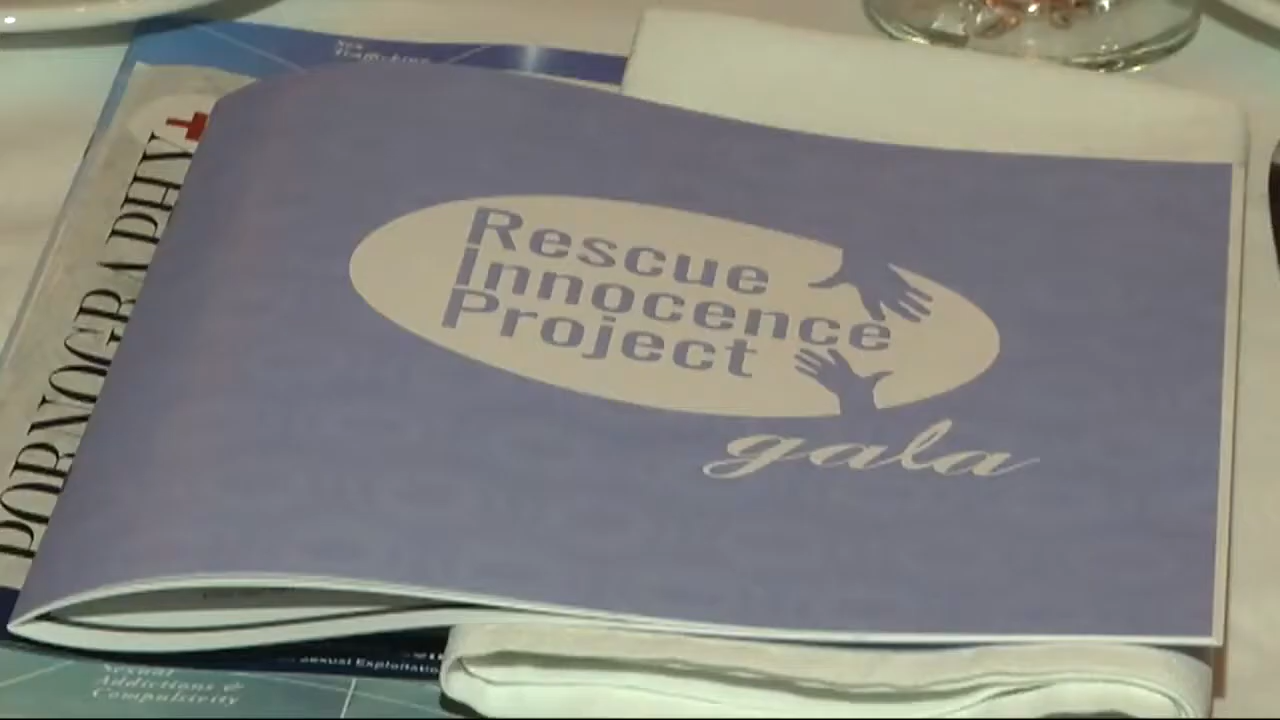 Rescue
Innocence
Project
gala
PORNOGRAPHY
Sexual Exploitation
Sexual
Addictions &
Compulsivity